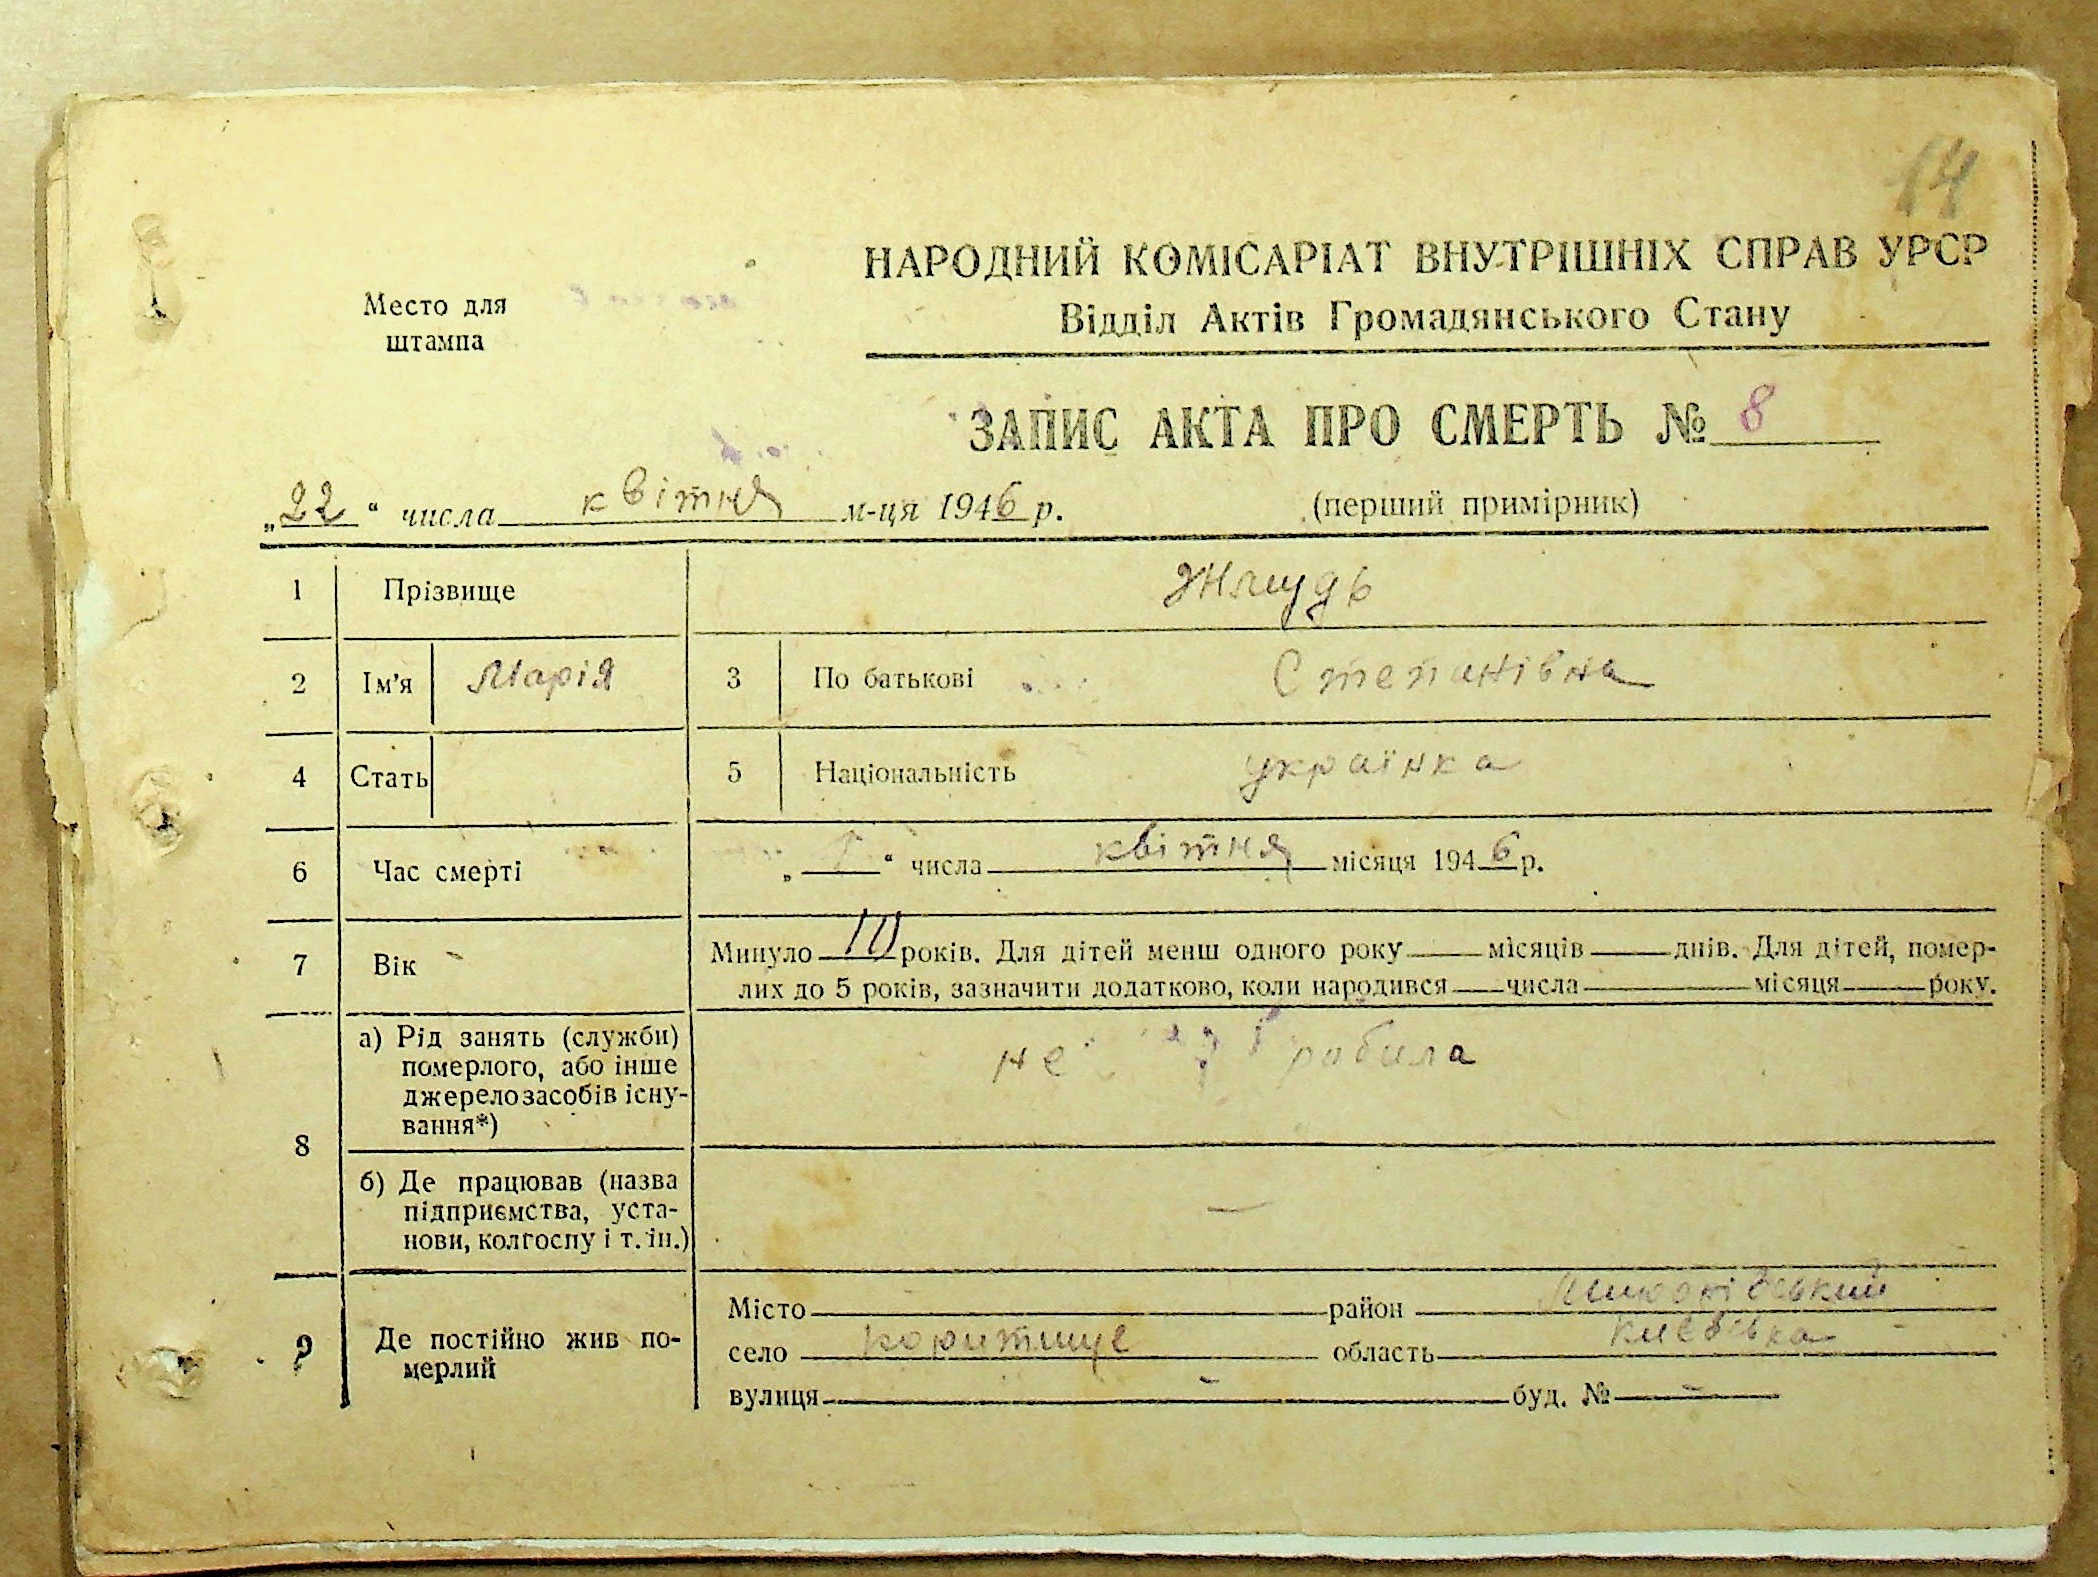 14
НАРОДНИЙ КОМІСАРІАТ ВНУТРІШНІХ СПРАВ УРСР
Відділ Актів Громадянського Стану
Место для
штампа
ЗАПИС АКТА ПРО СМЕРТЬ № 8
„22“ числа квітня м-ця 1946 р. (перший примірник)
1 Прізвище
2 Ім'я Марія 3 По батькові Степанівна
4 Стать 5 Національність українка
6 Час смерті „ “ числа квітня місяця 1946 р.
7 Вік Минуло 10 років. Для дітей менш одного року місяців днів. Для дітей, помер-
лих до 5 років, зазначити додатково, коли народився числа місяця року.
8 а) Рід занять (служби)
померлого, або інше
джерело засобів існу-
вання*)
не робила
б) Де працював (назва
підприємства, уста-
нови, колгоспу і т. ін.)
—
9 Де постійно жив по-
мерлий
Місто район
село коритище область Київська
вулиця - буд. № -